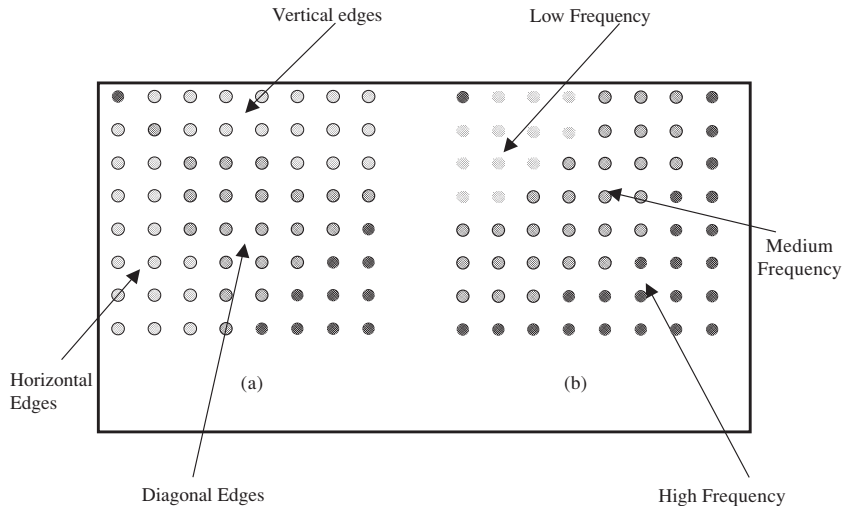 Vertical edges
Low Frequency
Medium
Frequency
Horizontal
Edges
(a)
(b)
Diagonal Edges
High Frequency